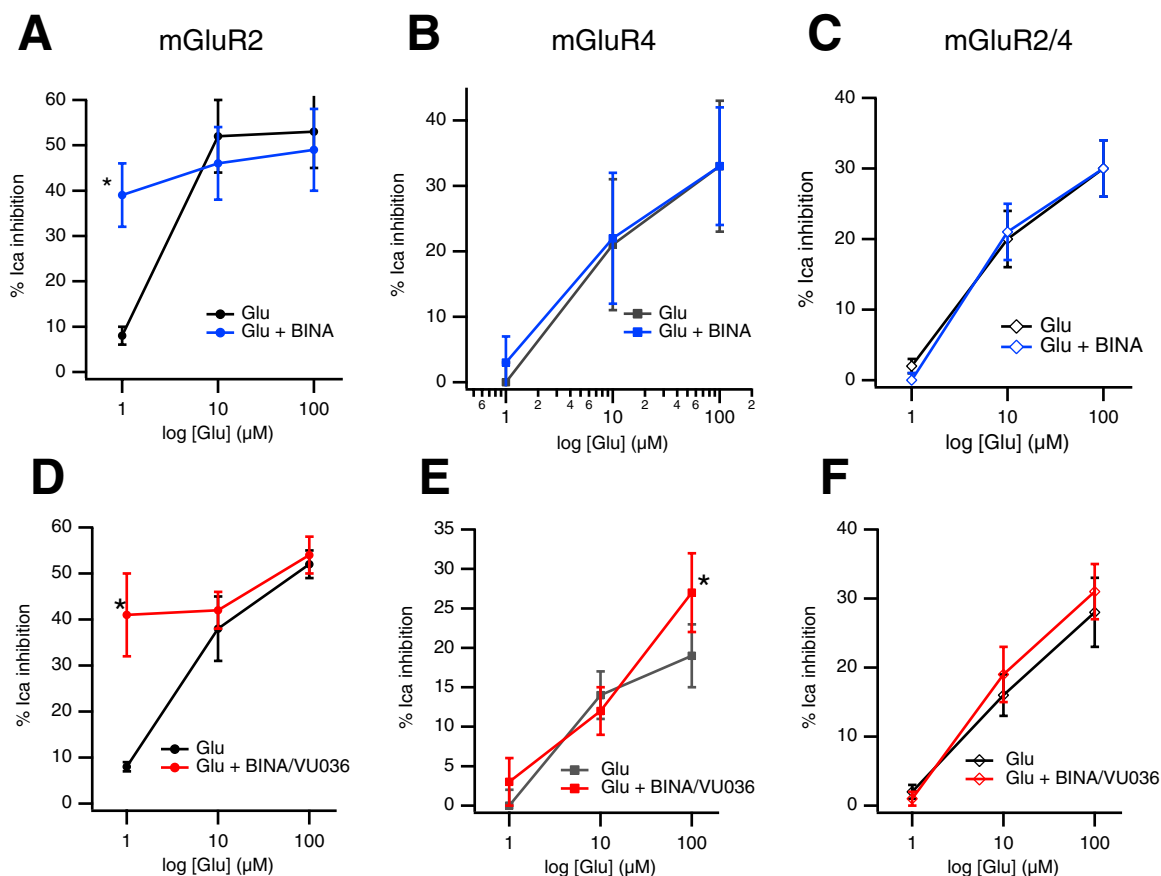 A mGluR2
B mGluR4
C mGluR2/4
60
50
40
30
20
10
0
% Ica inhibition
*
Glu
Glu + BINA
1 10 100
log [Glu] (µM)
40
30
20
10
0
% Ica inhibition
Glu
Glu + BINA
6 2 4 6 2 4 6 2
1 10 100
log [Glu] (µM)
40
30
20
10
0
% Ica inhibition
Glu
Glu + BINA
1 10 100
log [Glu] (µM)
D
60
50
40
30
20
10
0
% Ica inhibition
*
Glu
Glu + BINA/VU036
1 10 100
log [Glu] (µM)
E
35
30
25
20
15
10
5
0
% Ica inhibition
*
Glu
Glu + BINA/VU036
1 10 100
log [Glu] (µM)
F
40
30
20
10
0
% Ica inhibition
Glu
Glu + BINA/VU036
1 10 100
log [Glu] (µM)